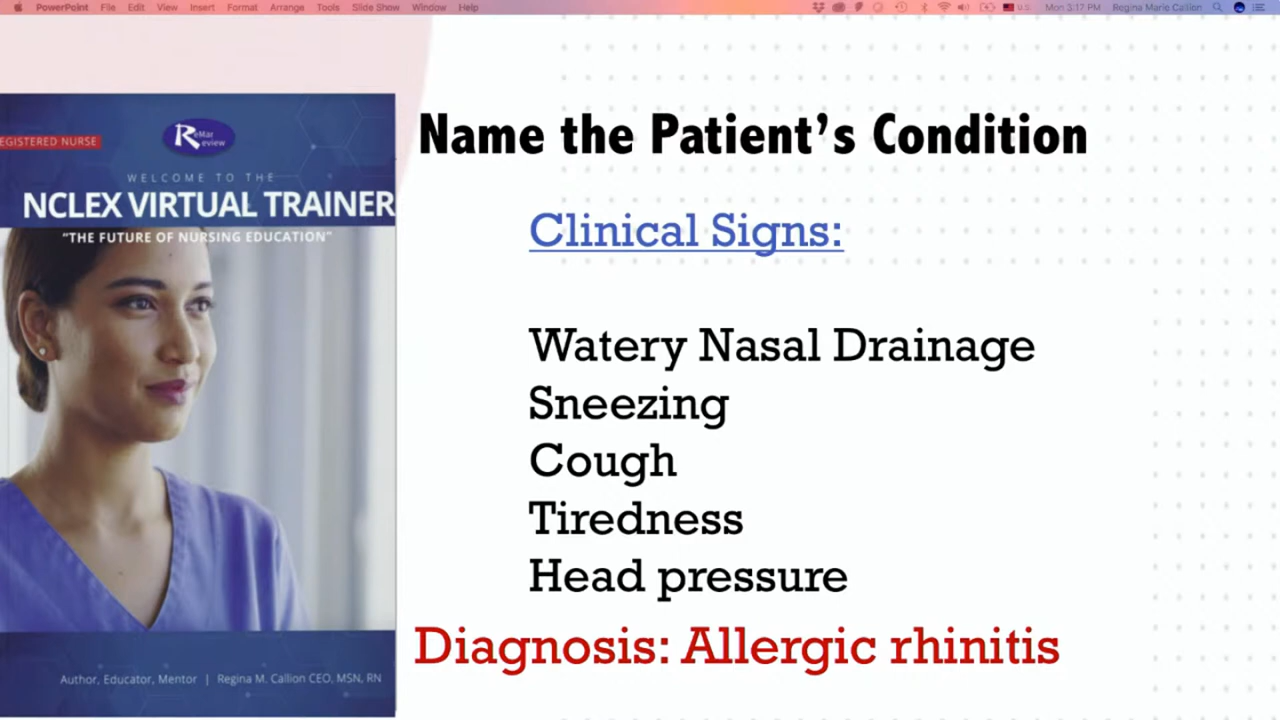 PowerPoint File Edit View Insert Format Arrange Tools Slide Show Window Help U.S. Mon 3:17 PM Regina Marie Callion
EGISTERED NURSE
ReMar
Review
WELCOME TO THE
NCLEX VIRTUAL TRAINER
"THE FUTURE OF NURSING EDUCATION"
Author, Educator, Mentor | Regina M. Callion CEO, MSN, RN
Name the Patient's Condition
Clinical Signs:
Watery Nasal Drainage
Sneezing
Cough
Tiredness
Head pressure
Diagnosis: Allergic rhinitis